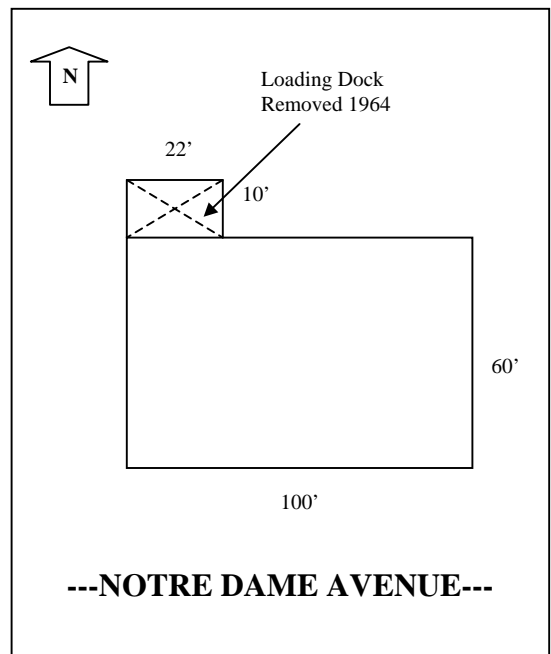 N
Loading Dock
Removed 1964
22’
10’
60’
100’
---NOTRE DAME AVENUE---